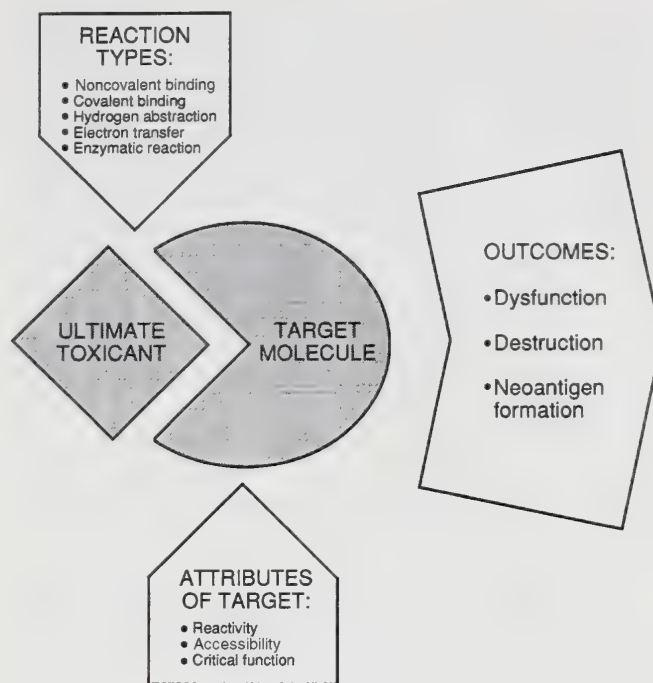 REACTION
TYPES:
• Noncovalent binding
• Covalent binding
• Hydrogen abstraction
• Electron transfer
• Enzymatic reaction
ULTIMATE
TOXICANT
TARGET
MOLECULE
OUTCOMES:
• Dysfunction
• Destruction
• Neoantigen
formation
ATTRIBUTES
OF TARGET:
• Reactivity
• Accessibility
• Critical function